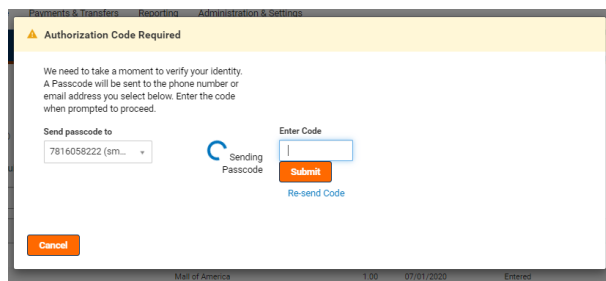 Payments & Transfers Reporting Administration & Settings
Authorization Code Required
We need to take a moment to verify your identity.
A Passcode will be sent to the phone number or
email address you select below. Enter the code
when prompted to proceed.
Send passcode to
7816058222 (sm...
Sending
Passcode
Enter Code
Submit
Re-send Code
Cancel
Mall of America 1.00 07/01/2020 Entered